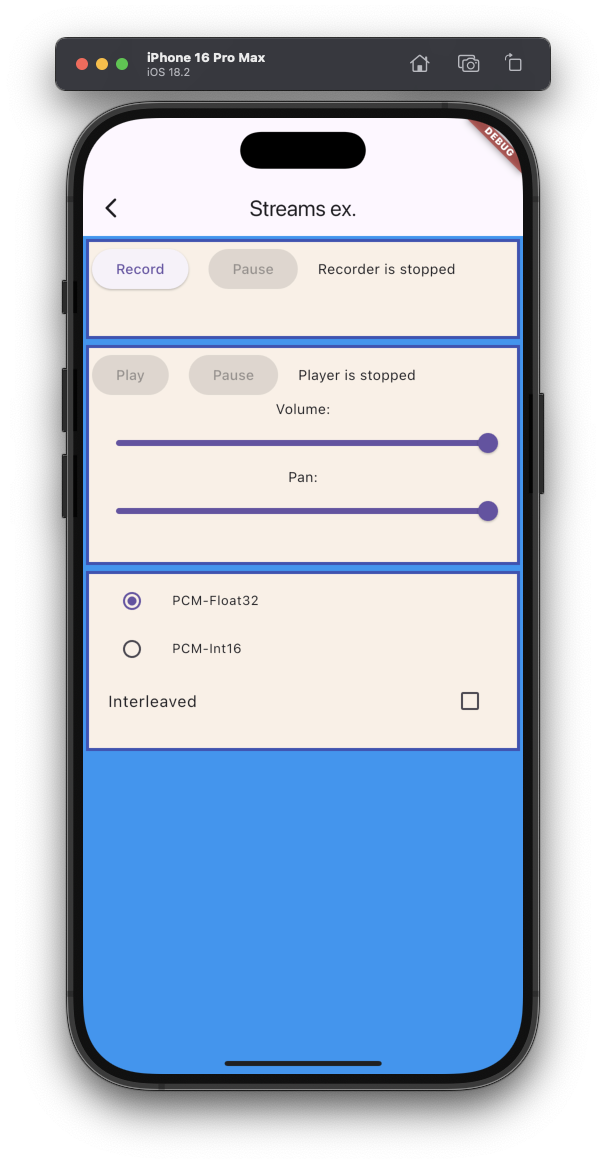 iPhone 16 Pro Max
iOS 18.2
DEBUG
Streams ex.
Record Pause Recorder is stopped
Play Pause Player is stopped
Volume:
Pan:
PCM-Float32
PCM-Int16
Interleaved